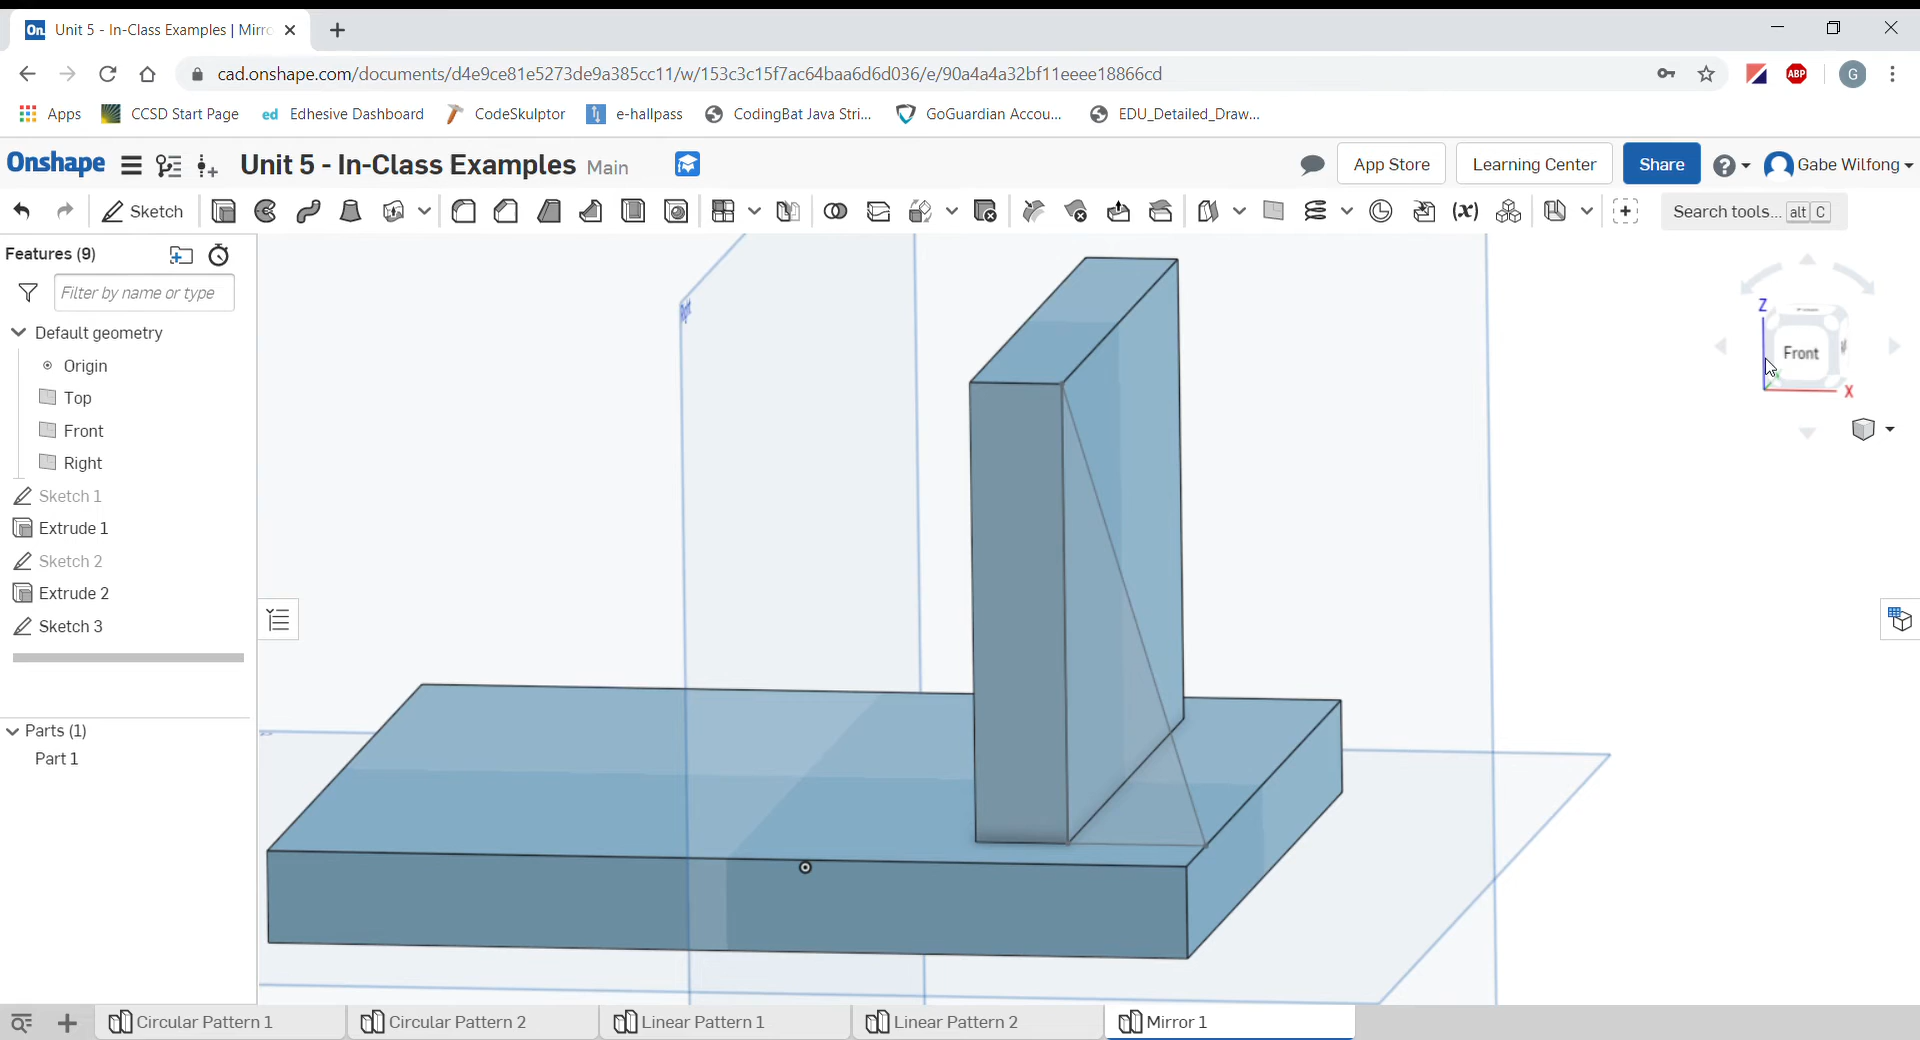 Unit 5 - In-Class Examples | Mirro
cad.onshape.com/documents/d4e9ce81e5273de9a385cc11/w/153c3c15f7ac64baa6d6d036/e/90a4a4a32bf11eeee18866cd
ABP
G
Apps CCSD Start Page ed Edhesive Dashboard CodeSkulptor e-hallpass CodingBat Java Stri... GoGuardian Accou... EDU_Detailed_Draw...
Onshape Unit 5 - In-Class Examples Main App Store Learning Center Share Gabe Wilfong
Sketch (x) Search tools... alt C
Features (9)
Filter by name or type
Default geometry
Origin
Top
Front
Right
Sketch 1
Extrude 1
Sketch 2
Extrude 2
Sketch 3
Parts (1)
Part 1
Z
Front
X
Circular Pattern 1 Circular Pattern 2 Linear Pattern 1 Linear Pattern 2 Mirror 1